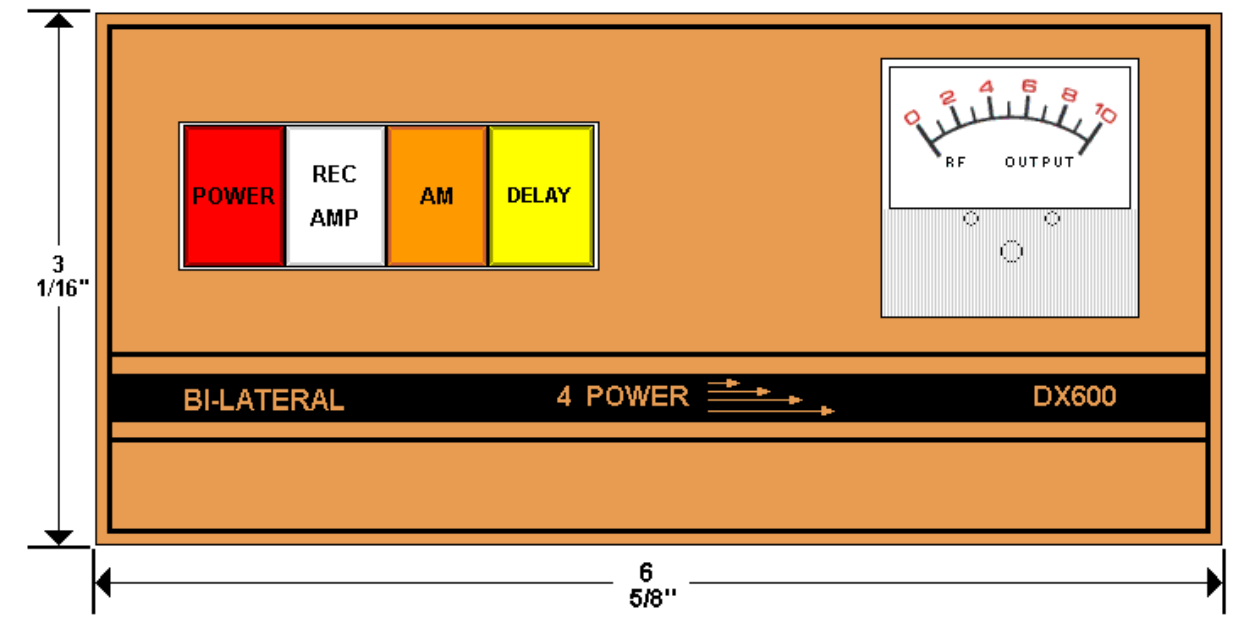 0 2 4 6 8 10
RF OUTPUT
POWER
REC
AMP
AM
DELAY
3
1/16"
BI-LATERAL
4 POWER
DX600
6
5/8"